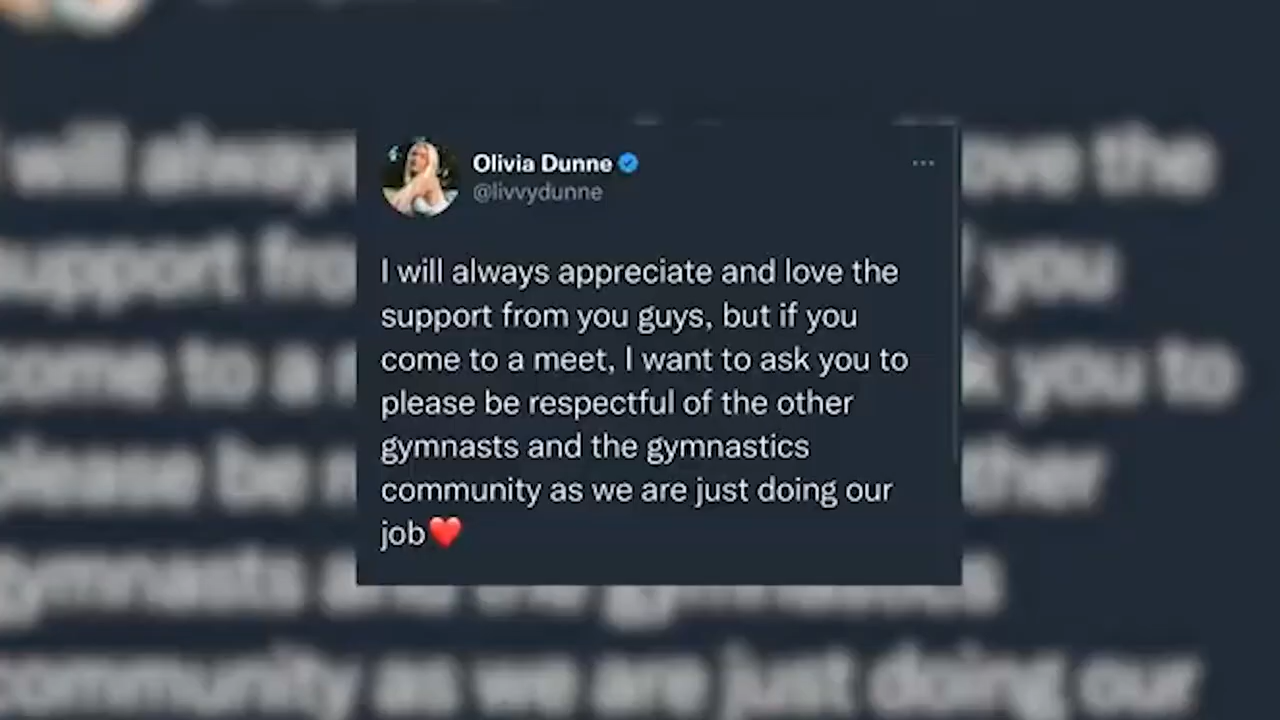 Olivia Dunne
@livvydunne
I will always appreciate and love the
support from you guys, but if you
come to a meet, I want to ask you to
please be respectful of the other
gymnasts and the gymnastics
community as we are just doing our
job❤️